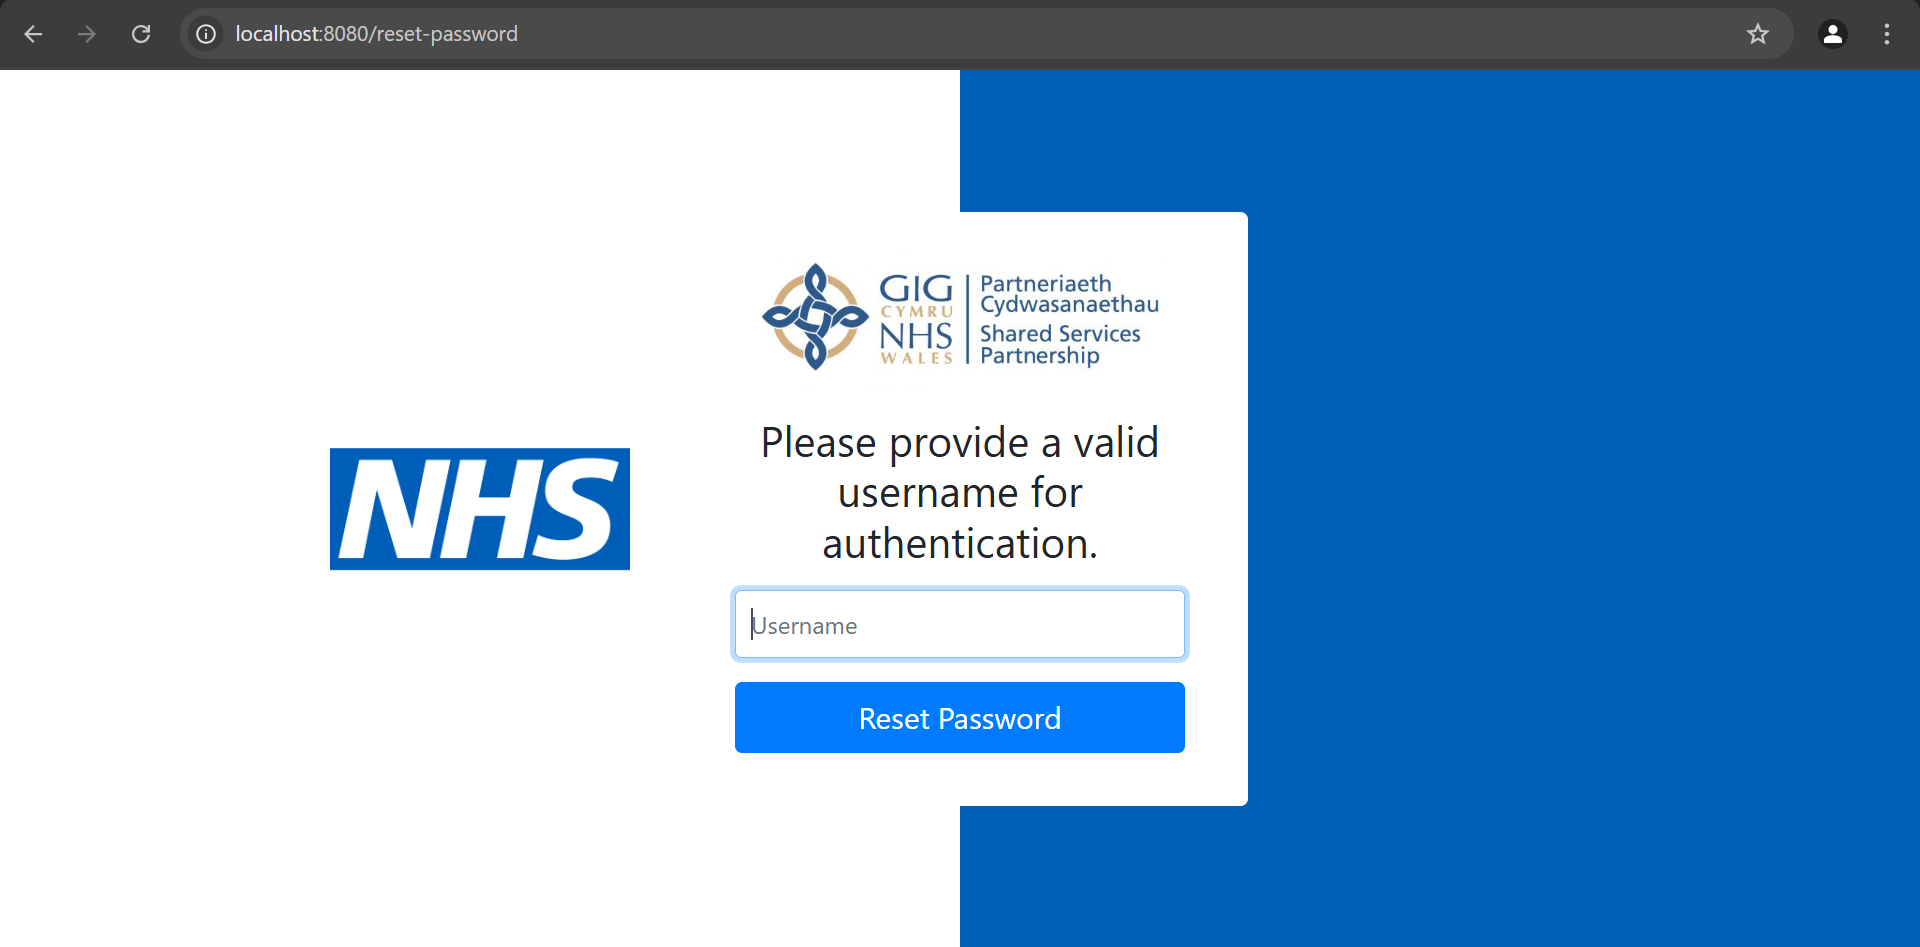 localhost:8080/reset-password
NHS
GIG
CYMRU
NHS
WALES
Partneriaeth
Cydwasanaethau
Shared Services
Partnership
Please provide a valid
username for
authentication.
Username
Reset Password